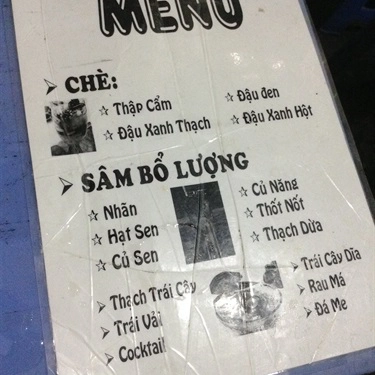 MENU
CHÈ:
Thập Cẩm
Đậu đen
Đậu Xanh Thạch
Đậu Xanh Hột
SÂM BỔ LƯỢNG
Nhãn
Củ Năng
Hạt Sen
Thốt Nốt
Củ Sen
Thạch Dừa
Thạch Trái Cây
Trái Cây Dĩa
Trái Vải
Rau Má
Cocktail
Đá Me